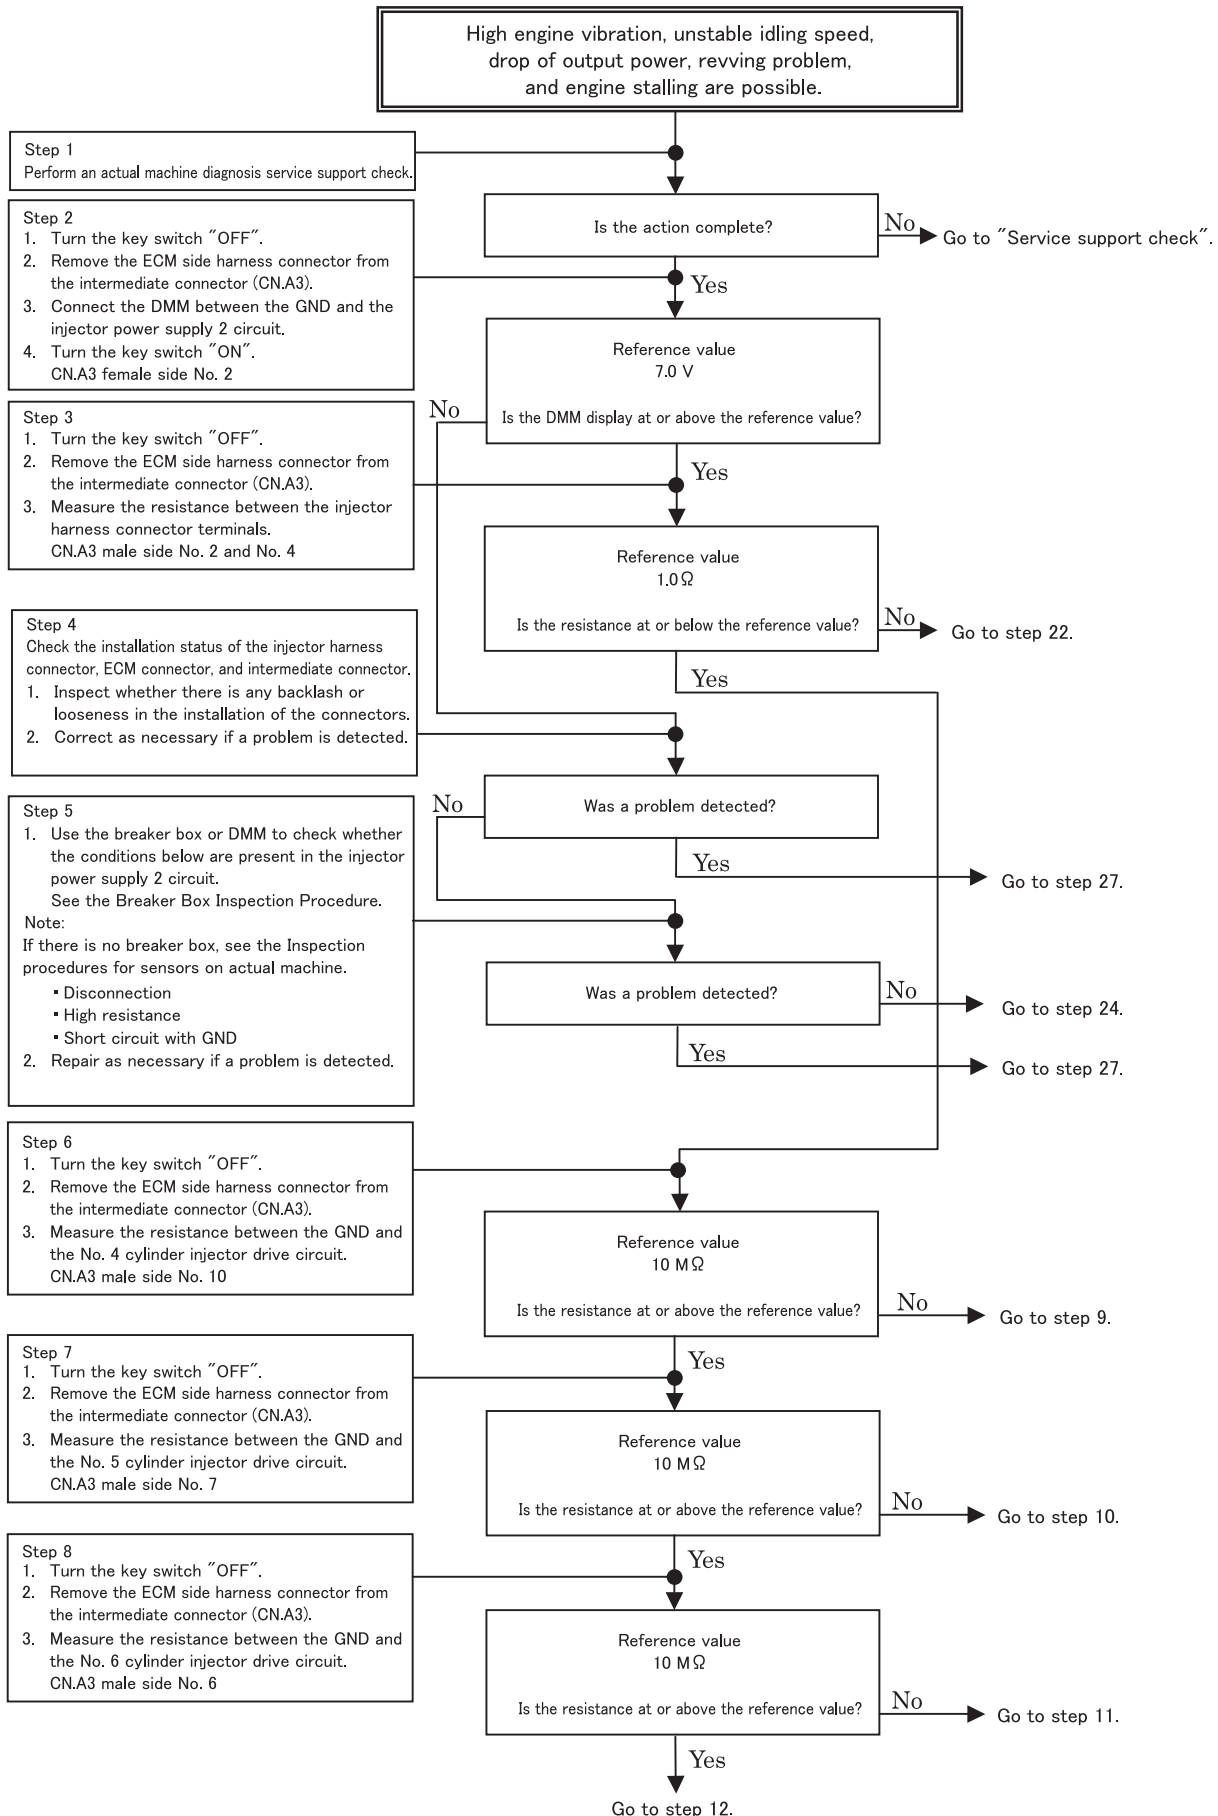 High engine vibration, unstable idling speed,
drop of output power, revving problem,
and engine stalling are possible.
Step 1
Perform an actual machine diagnosis service support check.
Is the action complete?
No
Go to "Service support check".
Yes
Step 2
1. Turn the key switch "OFF".
2. Remove the ECM side harness connector from
the intermediate connector (CN.A3).
3. Connect the DMM between the GND and the
injector power supply 2 circuit.
4. Turn the key switch "ON".
CN.A3 female side No. 2
Reference value
7.0 V
Is the DMM display at or above the reference value?
No
Yes
Step 3
1. Turn the key switch "OFF".
2. Remove the ECM side harness connector from
the intermediate connector (CN.A3).
3. Measure the resistance between the injector
harness connector terminals.
CN.A3 male side No. 2 and No. 4
Reference value
1.0Ω
Is the resistance at or below the reference value?
No
Go to step 22.
Yes
Step 4
Check the installation status of the injector harness
connector, ECM connector, and intermediate connector.
1. Inspect whether there is any backlash or
looseness in the installation of the connectors.
2. Correct as necessary if a problem is detected.
Was a problem detected?
No
Yes
Go to step 27.
Step 5
1. Use the breaker box or DMM to check whether
the conditions below are present in the injector
power supply 2 circuit.
See the Breaker Box Inspection Procedure.
Note:
If there is no breaker box, see the Inspection
procedures for sensors on actual machine.
▪ Disconnection
▪ High resistance
▪ Short circuit with GND
2. Repair as necessary if a problem is detected.
Was a problem detected?
No
Go to step 24.
Yes
Go to step 27.
Step 6
1. Turn the key switch "OFF".
2. Remove the ECM side harness connector from
the intermediate connector (CN.A3).
3. Measure the resistance between the GND and
the No. 4 cylinder injector drive circuit.
CN.A3 male side No. 10
Reference value
10 MΩ
Is the resistance at or above the reference value?
No
Go to step 9.
Yes
Step 7
1. Turn the key switch "OFF".
2. Remove the ECM side harness connector from
the intermediate connector (CN.A3).
3. Measure the resistance between the GND and
the No. 5 cylinder injector drive circuit.
CN.A3 male side No. 7
Reference value
10 MΩ
Is the resistance at or above the reference value?
No
Go to step 10.
Yes
Step 8
1. Turn the key switch "OFF".
2. Remove the ECM side harness connector from
the intermediate connector (CN.A3).
3. Measure the resistance between the GND and
the No. 6 cylinder injector drive circuit.
CN.A3 male side No. 6
Reference value
10 MΩ
Is the resistance at or above the reference value?
No
Go to step 11.
Yes
Go to step 12.